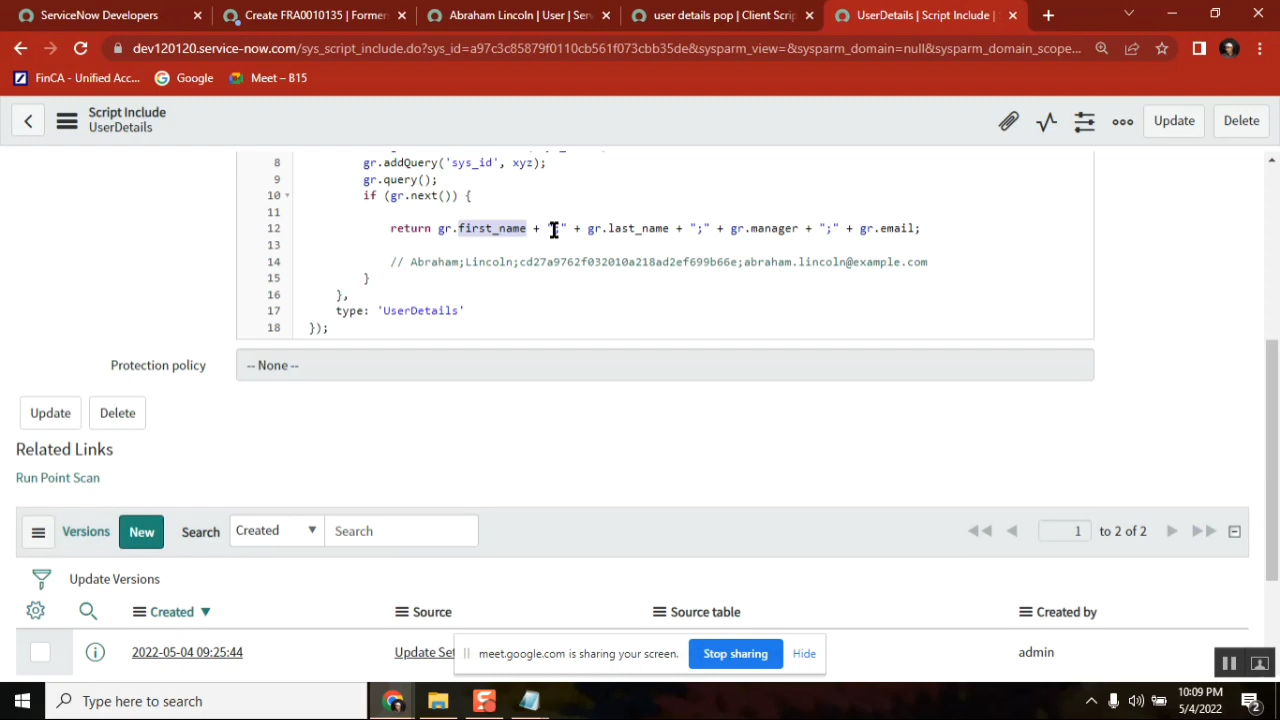 ServiceNow Developers
Create FRA0010135 | Former
Abraham Lincoln | User | Serv
user details pop | Client Scrip
UserDetails | Script Include |
dev120120.service-now.com/sys_script_include.do?sys_id=a97c3c85879f0110cb561f073cbb35de&sysparm_view=&sysparm_domain=null&sysparm_domain_scope...
FinCA - Unified Acc...
Google
Meet – B15
Script Include
UserDetails
Update
Delete
8 gr.addQuery('sys_id', xyz);
9 gr.query();
10 if (gr.next()) {
11
12 return gr.first_name + ";" + gr.last_name + ";" + gr.manager + ";" + gr.email;
13
14 // Abraham;Lincoln;cd27a9762f032010a218ad2ef699b66e;abraham.lincoln@example.com
15 }
16 },
17 type: 'UserDetails'
18 });
Protection policy
-- None --
Update
Delete
Related Links
Run Point Scan
Versions
New
Search
Created
Search
1 to 2 of 2
Update Versions
Created
Source
Source table
Created by
2022-05-04 09:25:44
Update Set
admin
meet.google.com is sharing your screen.
Stop sharing
Hide
Type here to search
10:09 PM
5/4/2022
2